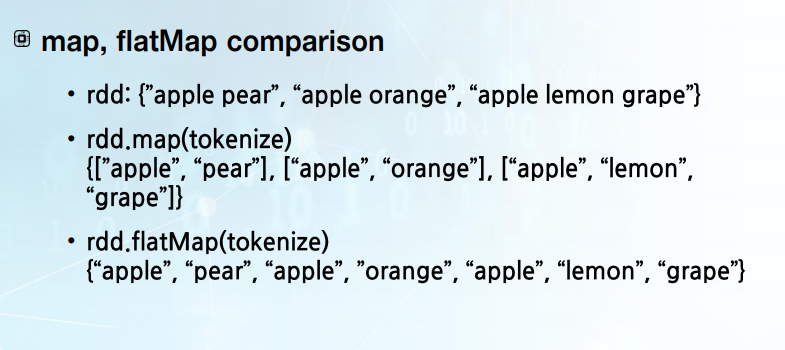 map, flatMap comparison
• rdd: {”apple pear”, “apple orange”, “apple lemon grape”}
• rdd.map(tokenize)
{[”apple”, “pear”], [“apple”, “orange”], [“apple”, “lemon”,
“grape”]}
• rdd.flatMap(tokenize)
{“apple”, “pear”, “apple”, ”orange”, “apple”, “lemon”, “grape”}